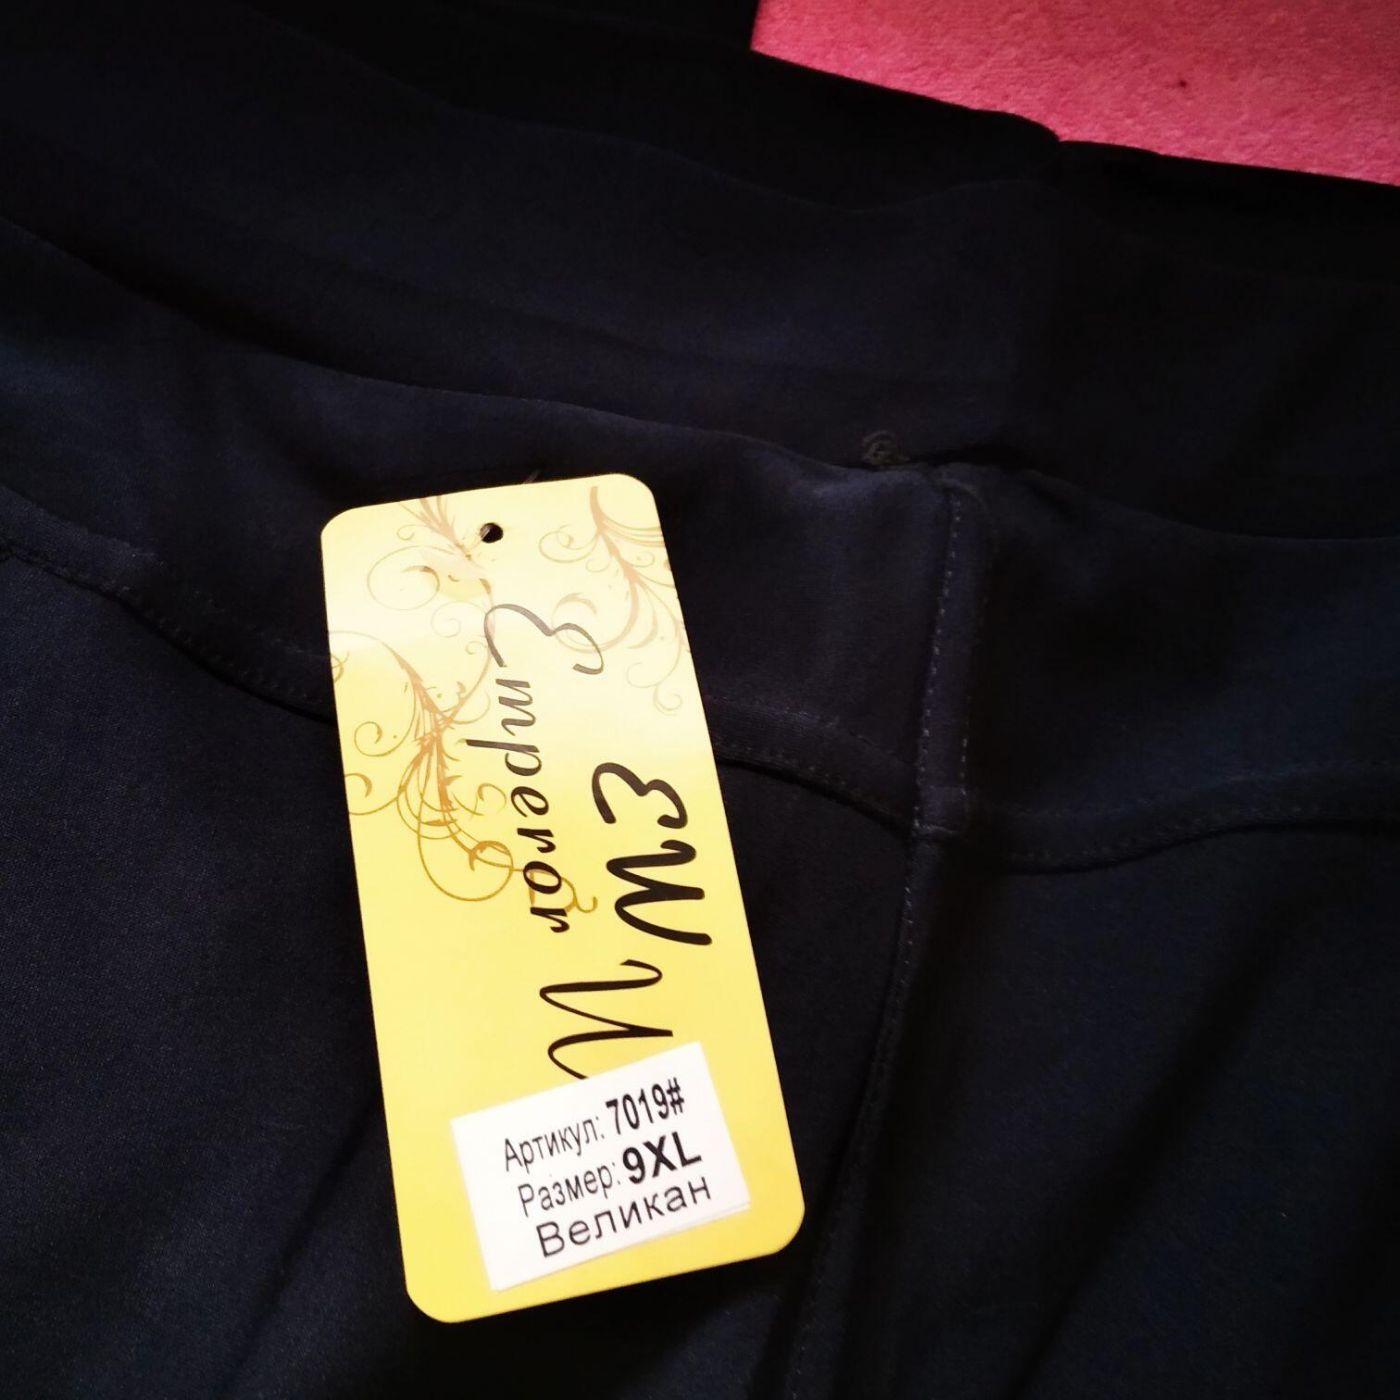 EW
Emperor
Артикул: 7019#
Размер: 9XL
Великан